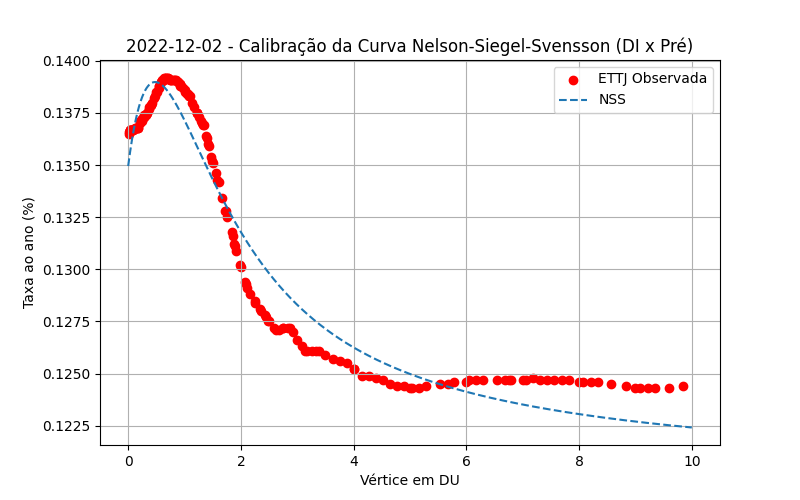 2022-12-02 - Calibração da Curva Nelson-Siegel-Svensson (DI x Pré)
ETTJ Observada
NSS
Taxa ao ano (%)
0.1400
0.1375
0.1350
0.1325
0.1300
0.1275
0.1250
0.1225
0 2 4 6 8 10
Vértice em DU